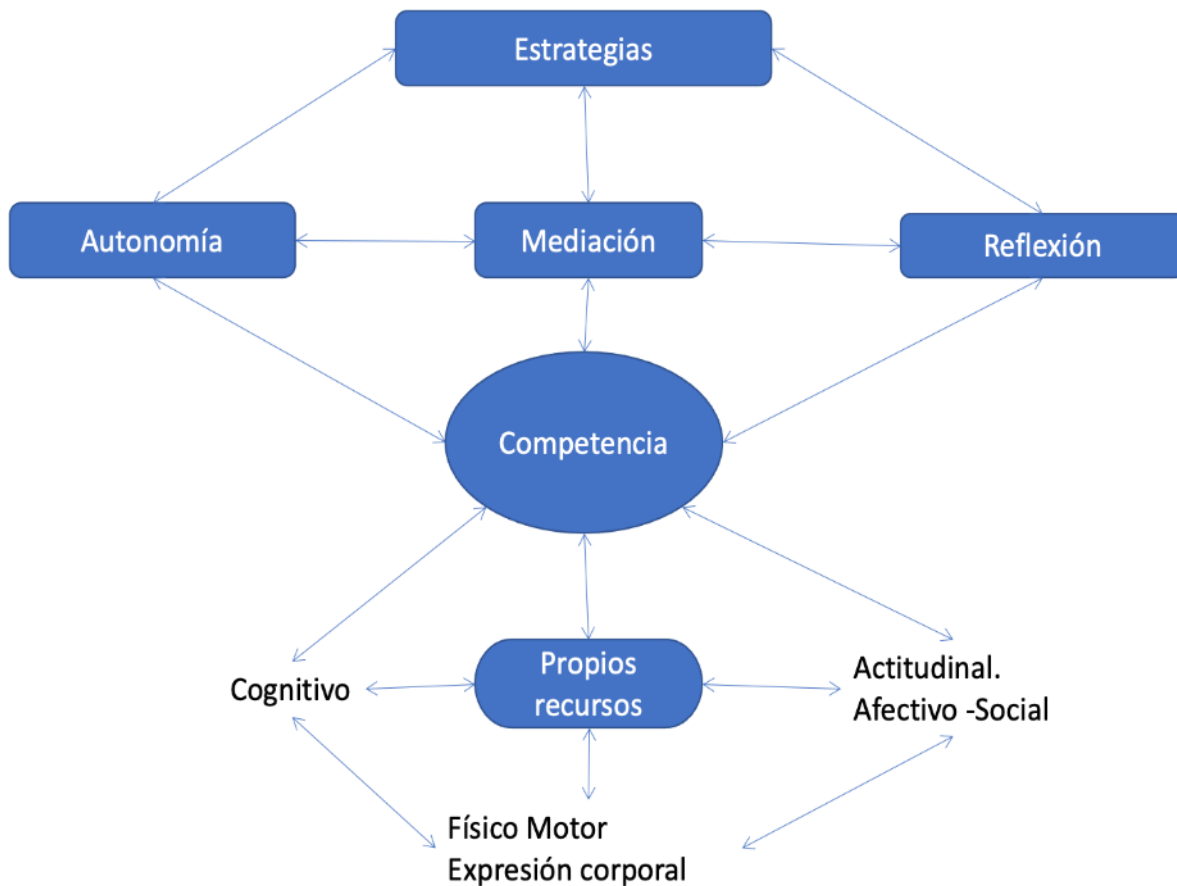 Estrategias
Autonomía
Mediación
Reflexión
Competencia
Cognitivo
Propios
recursos
Actitudinal.
Afectivo -Social
Físico Motor
Expresión corporal